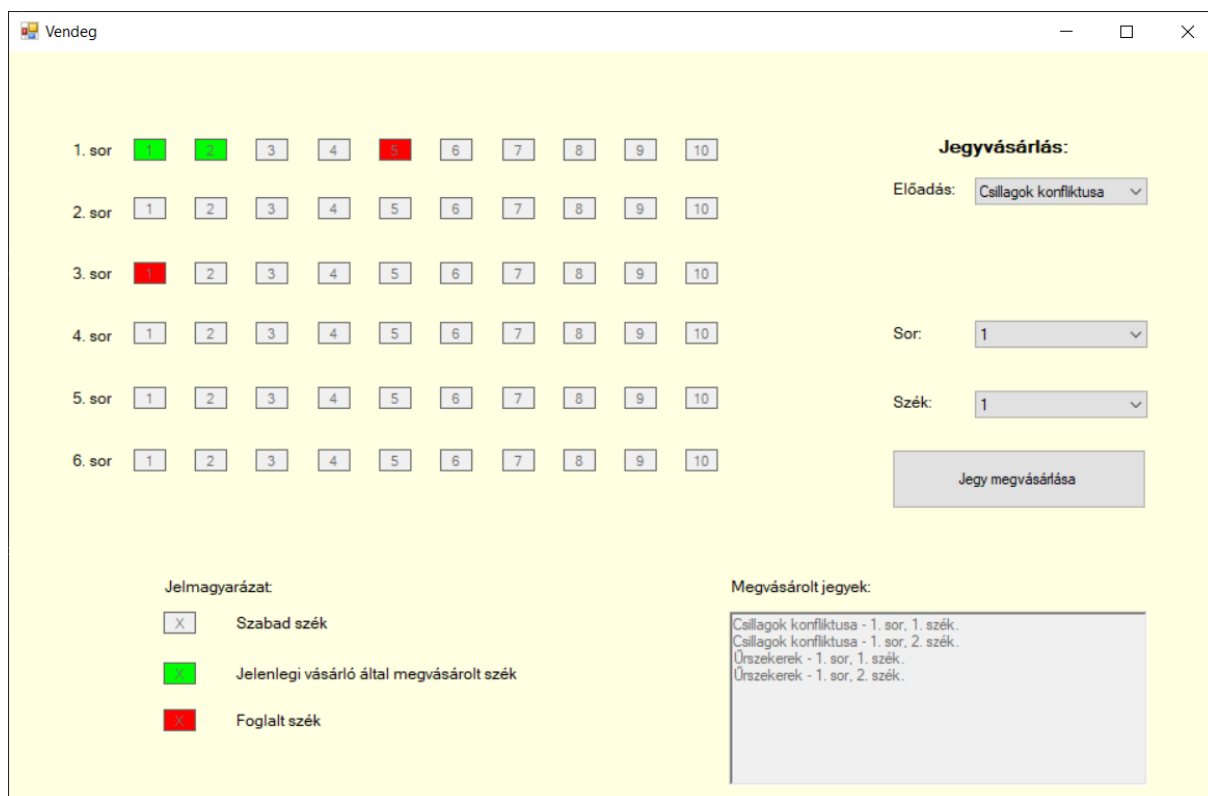 Vendeg
1. sor 1 2 3 4 5 6 7 8 9 10
2. sor 1 2 3 4 5 6 7 8 9 10
3. sor 1 2 3 4 5 6 7 8 9 10
4. sor 1 2 3 4 5 6 7 8 9 10
5. sor 1 2 3 4 5 6 7 8 9 10
6. sor 1 2 3 4 5 6 7 8 9 10
Jegyvásárlás:
Előadás: Csillagok konfliktusa
Sor: 1
Szék: 1
Jegy megvásárlása
Jelmagyarázat:
X Szabad szék
X Jelenlegi vásárló által megvásárolt szék
X Foglalt szék
Megvásárolt jegyek:
Csillagok konfliktusa - 1. sor, 1. szék.
Csillagok konfliktusa - 1. sor, 2. szék.
Űrszekerek - 1. sor, 1. szék.
Űrszekerek - 1. sor, 2. szék.